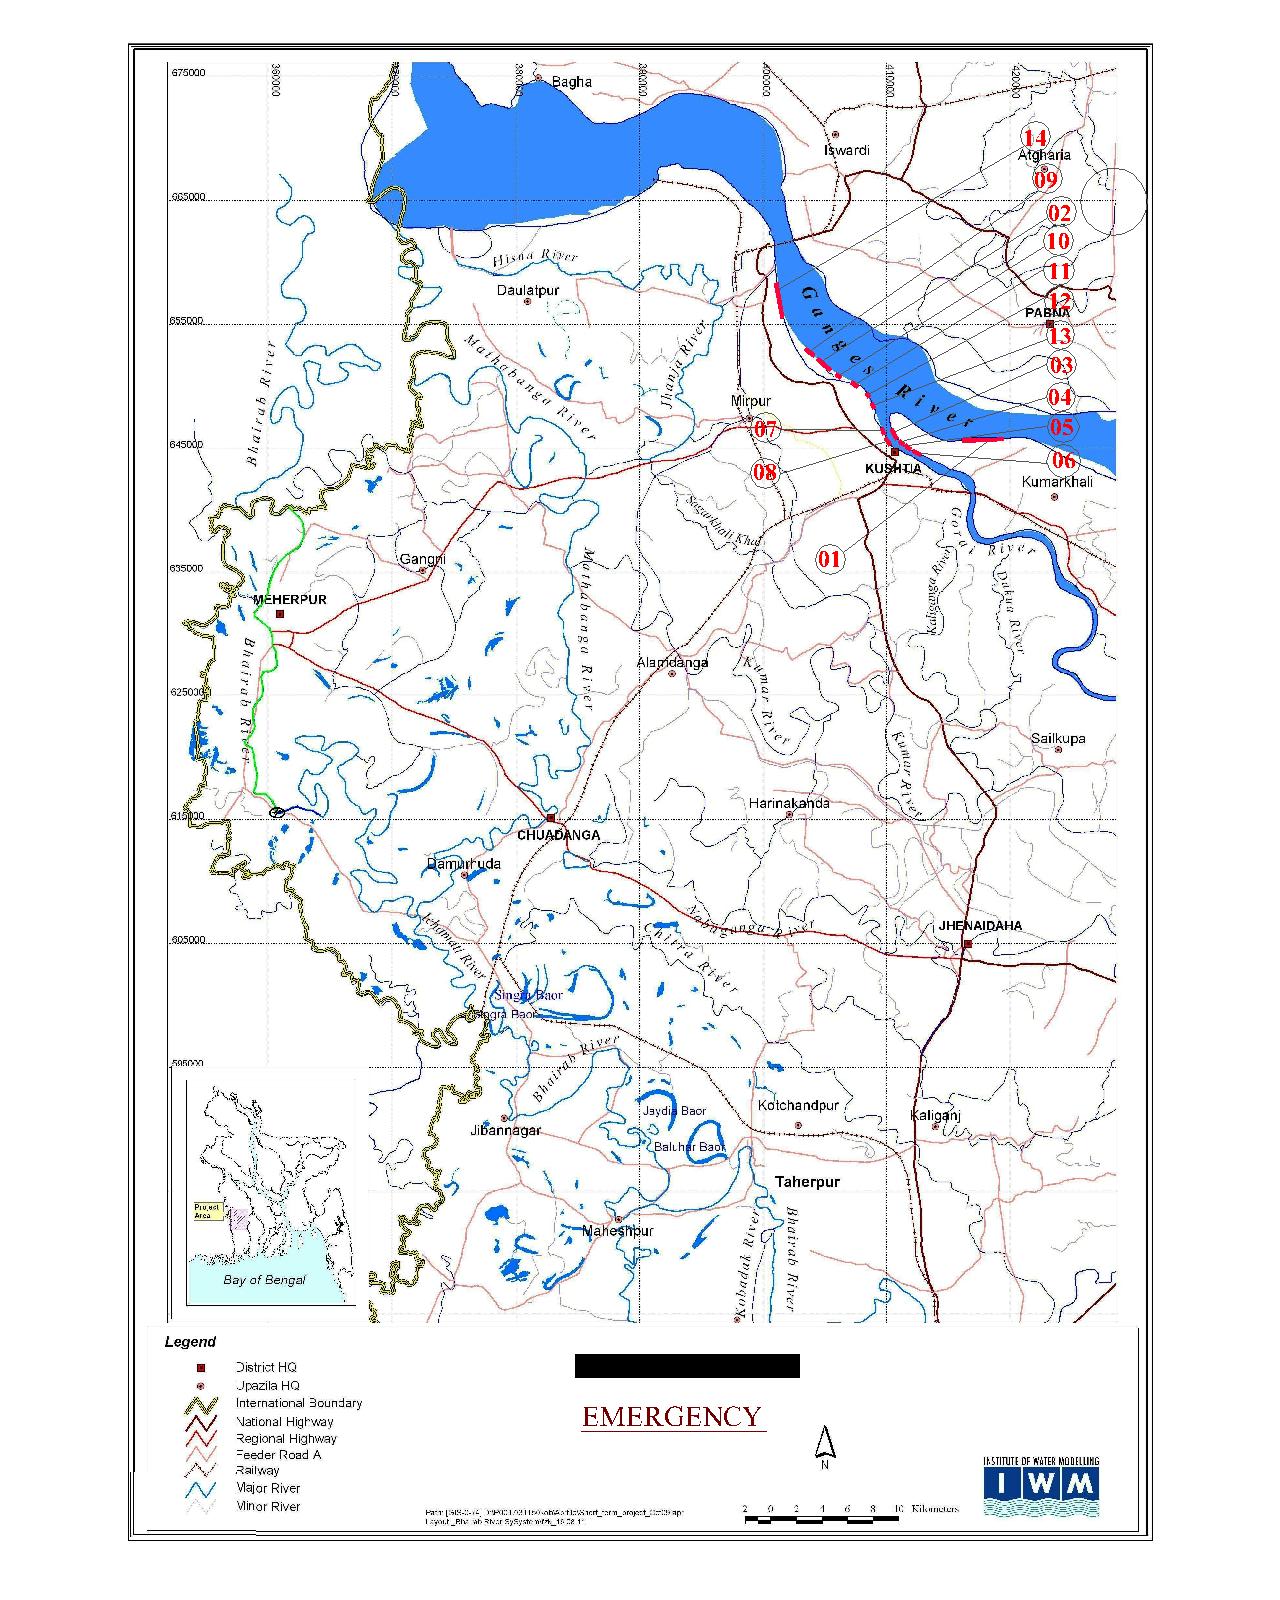 675000
360000
380000
390000
400000
410000
420000
Bagha
Iswardi
14
Atgharia
09
965000
02
10
Hisna River
11
Daulatpur
12
PABNA
655000
Ganges River
13
Mathabanga River
Jhanja River
Bhairab River
03
Mirpur
04
07
05
645000
KUSHTIA
06
08
Kumarkhali
Sagarkhali Khal
Gorai River
01
Gangni
635000
Kaliganga River
Dakua River
MEHERPUR
Mathabanga River
Bhairab River
Alamdanga
Kumar River
625000
Kumar River
Sailkupa
Harinakanda
615000
CHUADANGA
Damurhuda
Nabaganga River
JHENAIDAHA
Ichamati River
Chitra River
605000
Singra Baor
Singra Baor
Bhairab River
595000
Jaydia Baor
Kotchandpur
Kaliganj
Jibannagar
Baluhar Baor
Taherpur
Project
Area
Maheshpur
Kobadak River
Bhairab River
Bay of Bengal
Legend
District HQ
Upazila HQ
International Boundary
National Highway
Regional Highway
Feeder Road A
Railway
Major River
Minor River
EMERGENCY
N
2 0 2 4 6 8 10 Kilometers
INSTITUTE OF WATER MODELLING
IWM